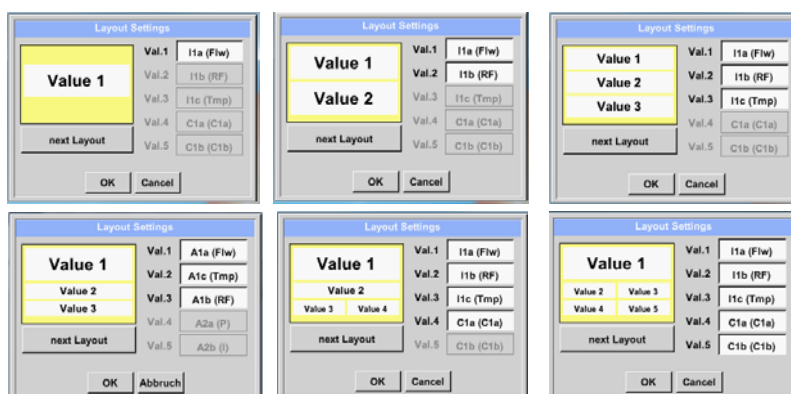 Layout Settings
Value 1
next Layout
Val.1 I1a (Flw)
Val.2 I1b (RF)
Val.3 I1c (Tmp)
Val.4 C1a (C1a)
Val.5 C1b (C1b)
OK Cancel
Layout Settings
Value 1
Value 2
next Layout
Val.1 I1a (Flw)
Val.2 I1b (RF)
Val.3 I1c (Tmp)
Val.4 C1a (C1a)
Val.5 C1b (C1b)
OK Cancel
Layout Settings
Value 1
Value 2
Value 3
next Layout
Val.1 I1a (Flw)
Val.2 I1b (RF)
Val.3 I1c (Tmp)
Val.4 C1a (C1a)
Val.5 C1b (C1b)
OK Cancel
Layout Settings
Value 1
Value 2
Value 3
next Layout
Val.1 A1a (Flw)
Val.2 A1c (Tmp)
Val.3 A1b (RF)
Val.4 A2a (P)
Val.5 A2b (I)
OK Abbruch
Layout Settings
Value 1
Value 2
Value 3 Value 4
next Layout
Val.1 I1a (Flw)
Val.2 I1b (RF)
Val.3 I1c (Tmp)
Val.4 C1a (C1a)
Val.5 C1b (C1b)
OK Cancel
Layout Settings
Value 1
Value 2 Value 3
Value 4 Value 5
next Layout
Val.1 I1a (Flw)
Val.2 I1b (RF)
Val.3 I1c (Tmp)
Val.4 C1a (C1a)
Val.5 C1b (C1b)
OK Cancel